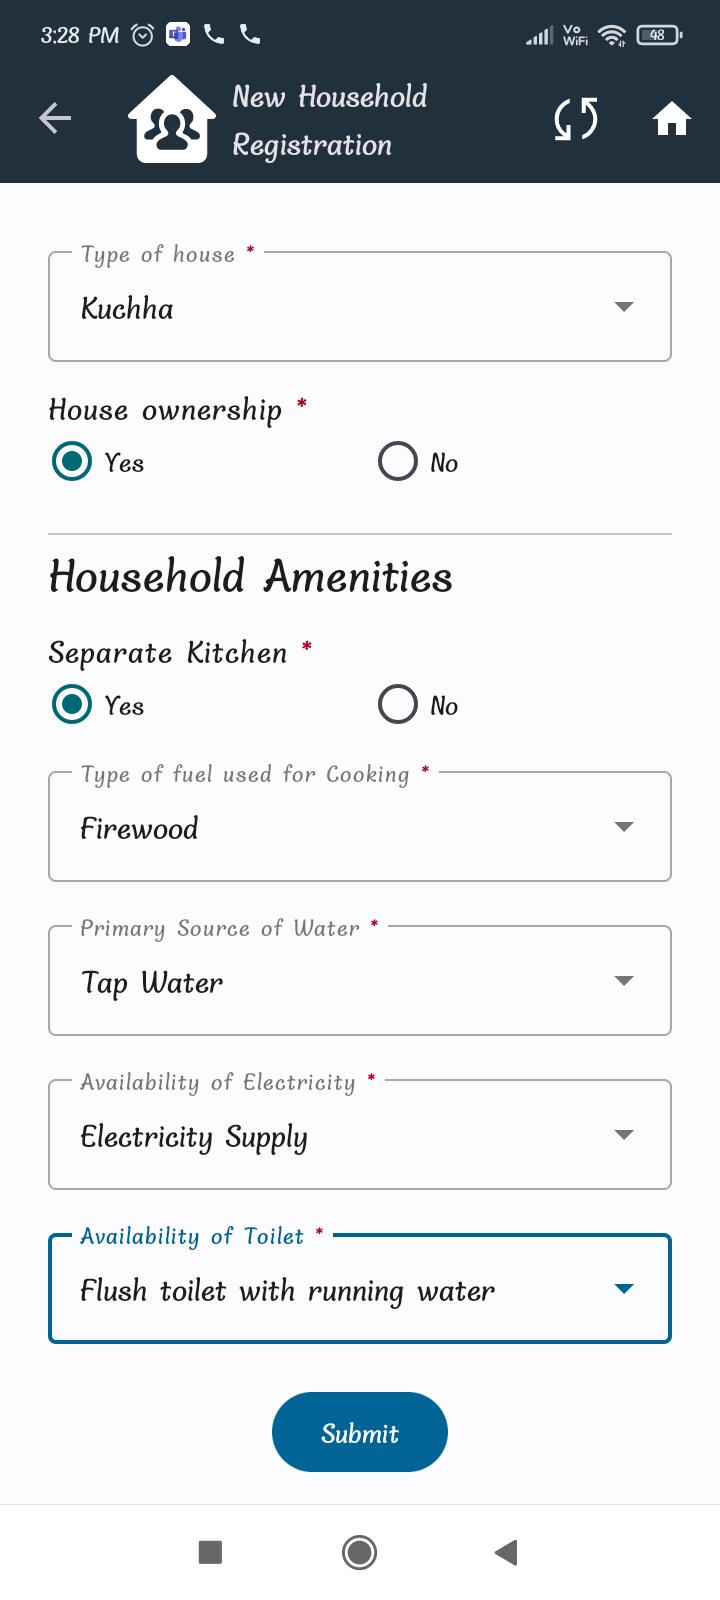 3:28 PM
Vo WiFi
48
New Household
Registration
Type of house *
Kuchha
House ownership *
Yes No
Household Amenities
Separate Kitchen *
Yes No
Type of fuel used for Cooking *
Firewood
Primary Source of Water *
Tap Water
Availability of Electricity *
Electricity Supply
Availability of Toilet *
Flush toilet with running water
Submit